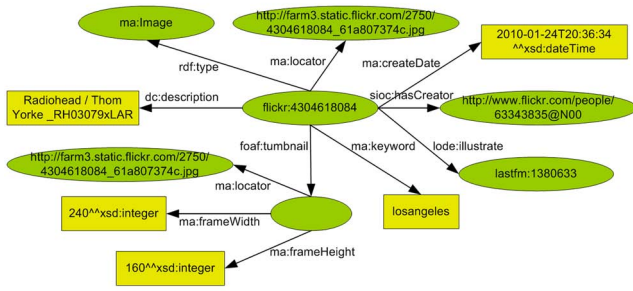 ma:Image
http://farm3.static.flickr.com/2750/
4304618084_61a807374c.jpg
2010-01-24T20:36:34
^^xsd:dateTime
rdf:type
ma:locator
ma:createDate
Radiohead / Thom
Yorke _RH03079xLAR
dc:description
flickr:4304618084
sioc:hasCreator
http://www.flickr.com/people/
63343835@N00
http://farm3.static.flickr.com/2750/
4304618084_61a807374c.jpg
foaf:tumbnail
ma:keyword
lode:illustrate
lastfm:1380633
ma:locator
240^^xsd:integer
ma:frameWidth
losangeles
ma:frameHeight
160^^xsd:integer